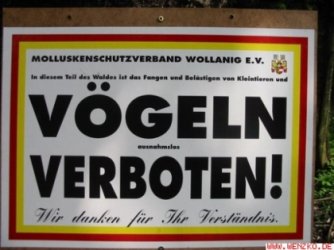 MOLLUSKENSCHUTZVERBAND WOLLANIG E.V.
In diesem Teil des Waldes ist das Fangen und Belästigen von Kleintieren und
VÖGELN
ausnahmslos
VERBOTEN!
Wir danken für Ihr Verständnis.
WWW.WENZKO.DE